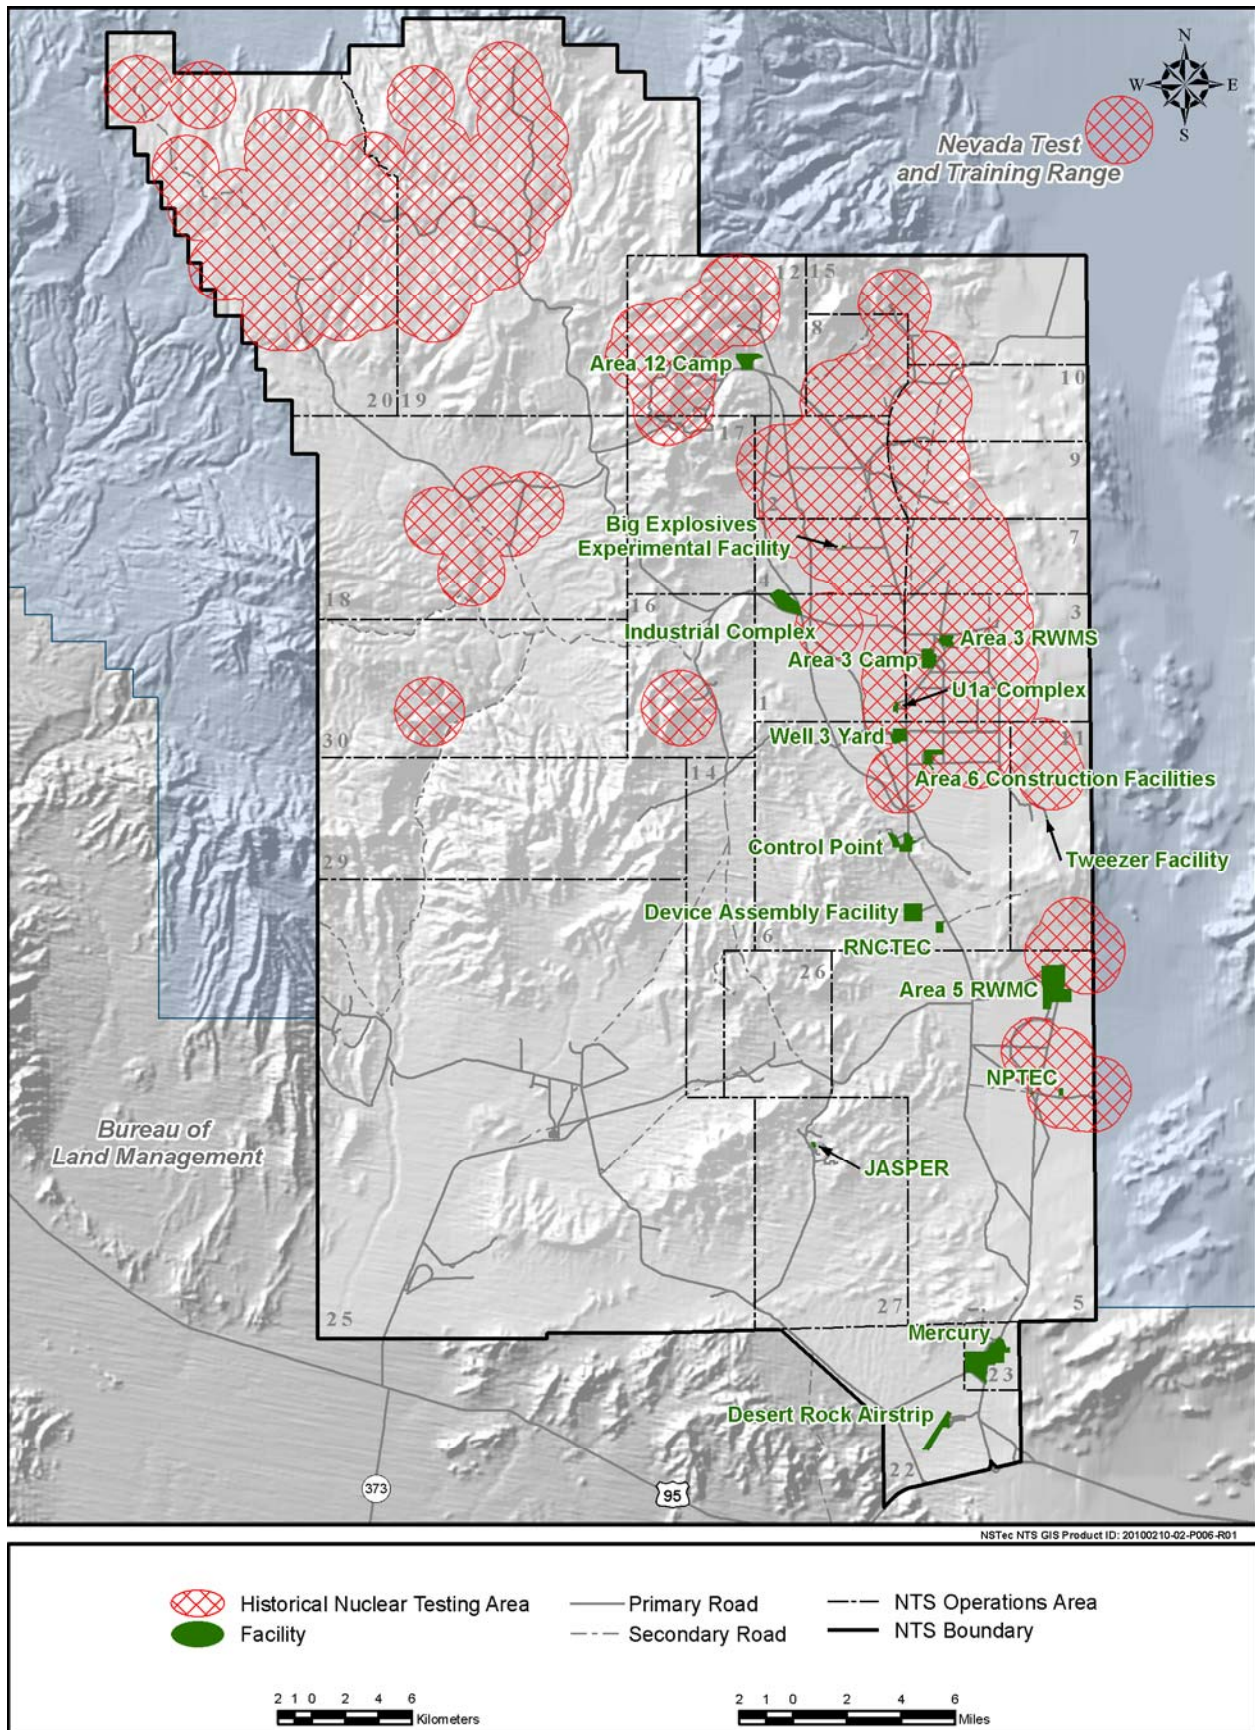 N
W E
S
Nevada Test
and Training Range
12 15
8
Area 12 Camp
10
20 19
17
9
2
Big Explosives
Experimental Facility
7
18
16
4
3
Industrial Complex
Area 3 RWMS
Area 3 Camp
U1a Complex
1
30
Well 3 Yard
11
14
Area 6 Construction Facilities
Control Point
Tweezer Facility
29
Device Assembly Facility
6
RNCTEC
26
Area 5 RWMC
NPTEC
Bureau of
Land Management
JASPER
25
27
5
Mercury
23
Desert Rock Airstrip
22
373
95
NSTec NTS GIS Product ID: 20100210-02-P006-R01
Historical Nuclear Testing Area
Primary Road
NTS Operations Area
Facility
Secondary Road
NTS Boundary
2 1 0 2 4 6
Kilometers
2 1 0 2 4 6
Miles